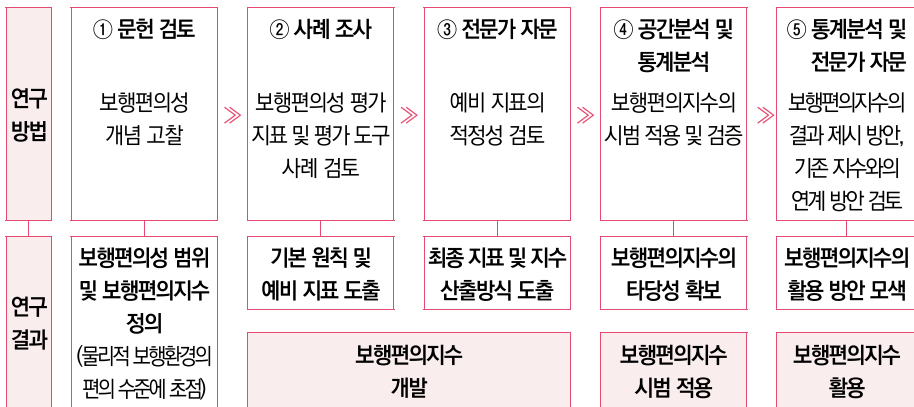 연구
방법
① 문헌 검토
보행편의성
개념 고찰
② 사례 조사
보행편의성 평가
지표 및 평가 도구
사례 검토
③ 전문가 자문
예비 지표의
적정성 검토
④ 공간분석 및
통계분석
보행편의지수의
시범 적용 및 검증
⑤ 통계분석 및
전문가 자문
보행편의지수의
결과 제시 방안,
기존 지수와의
연계 방안 검토
연구
결과
보행편의성 범위
및 보행편의지수
정의
(물리적 보행환경의
편의 수준에 초점)
기본 원칙 및
예비 지표 도출
최종 지표 및 지수
산출방식 도출
보행편의지수의
타당성 확보
보행편의지수의
활용 방안 모색
보행편의지수
개발
보행편의지수
시범 적용
보행편의지수
활용